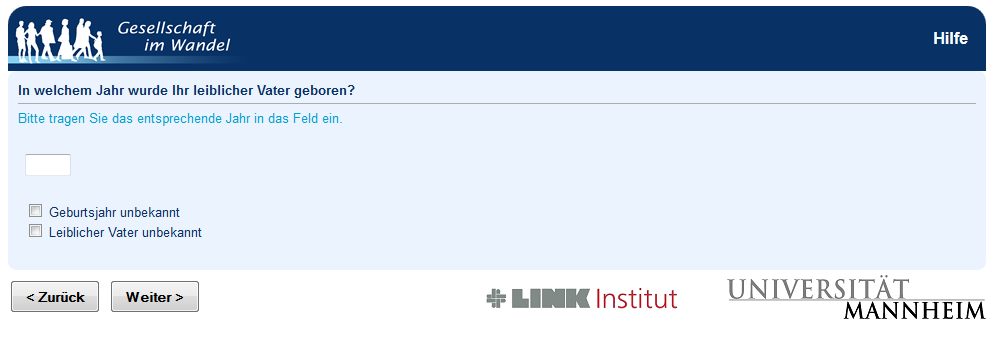 Gesellschaft
im Wandel
Hilfe
In welchem Jahr wurde Ihr leiblicher Vater geboren?
Bitte tragen Sie das entsprechende Jahr in das Feld ein.
Geburtsjahr unbekannt
Leiblicher Vater unbekannt
< Zurück
Weiter >
LINK Institut
UNIVERSITÄT
MANNHEIM